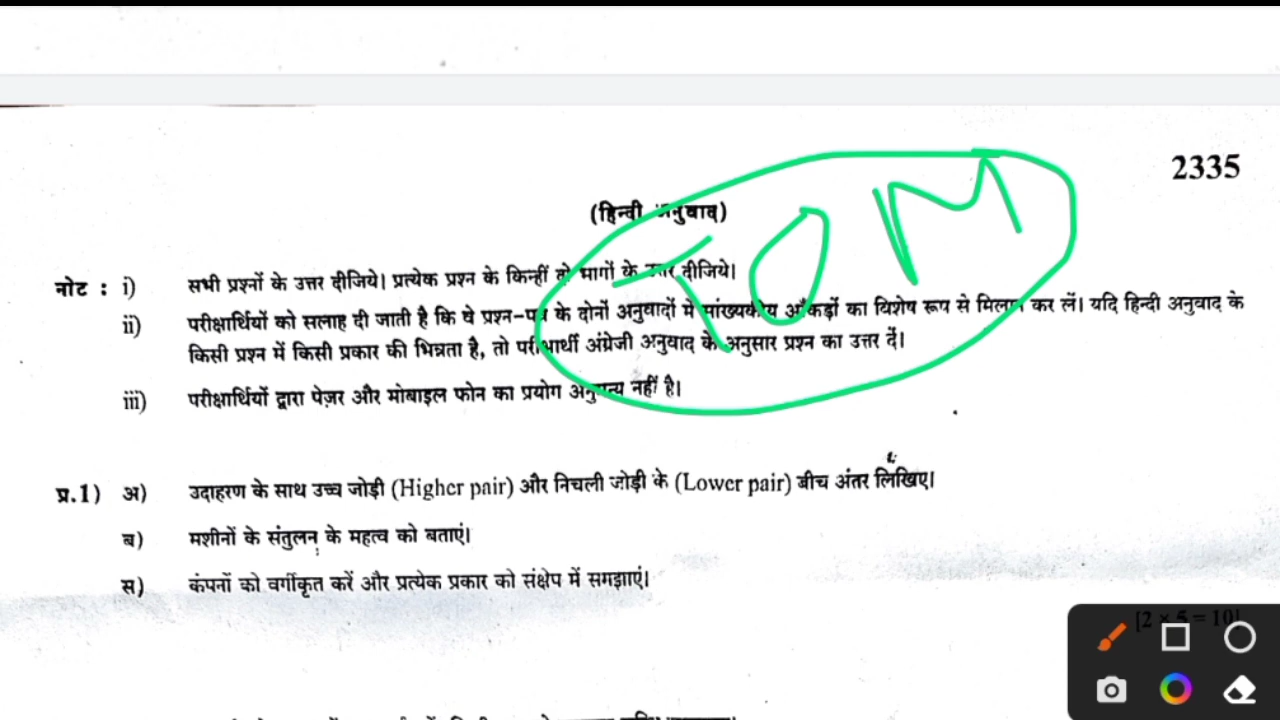 2335
(हिन्दी अनुवाद)
नोट : i) सभी प्रश्नों के उत्तर दीजिये। प्रत्येक प्रश्न के किन्हीं दो भागों के उत्तर दीजिये।
ii) परीक्षार्थियों को सलाह दी जाती है कि वे प्रश्न-पत्र के दोनों अनुवादों में सांख्यकीय आँकड़ों का विशेष रूप से मिलान कर लें। यदि हिन्दी अनुवाद के
किसी प्रश्न में किसी प्रकार की भिन्नता है, तो परीक्षार्थी अंग्रेजी अनुवाद के अनुसार प्रश्न का उत्तर दें।
iii) परीक्षार्थियों द्वारा पेज़र और मोबाइल फोन का प्रयोग अनुमान्य नहीं है।
TOM
प्र.1) अ) उदाहरण के साथ उच्च जोड़ी (Higher pair) और निचली जोड़ी के (Lower pair) बीच अंतर लिखिए।
ब) मशीनों के संतुलन के महत्व को बताएं।
स) कंपनों को वर्गीकृत करें और प्रत्येक प्रकार को संक्षेप में समझाएं।
[2 × 5 = 10]